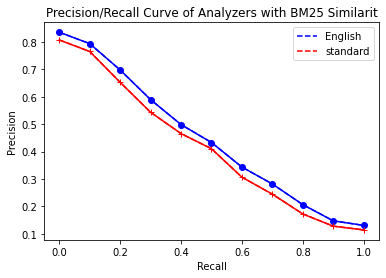 Precision/Recall Curve of Analyzers with BM25 Similarit
English
standard
0.8
0.7
0.6
0.5
0.4
0.3
0.2
0.1
Precision
0.0
0.2
0.4
0.6
0.8
1.0
Recall